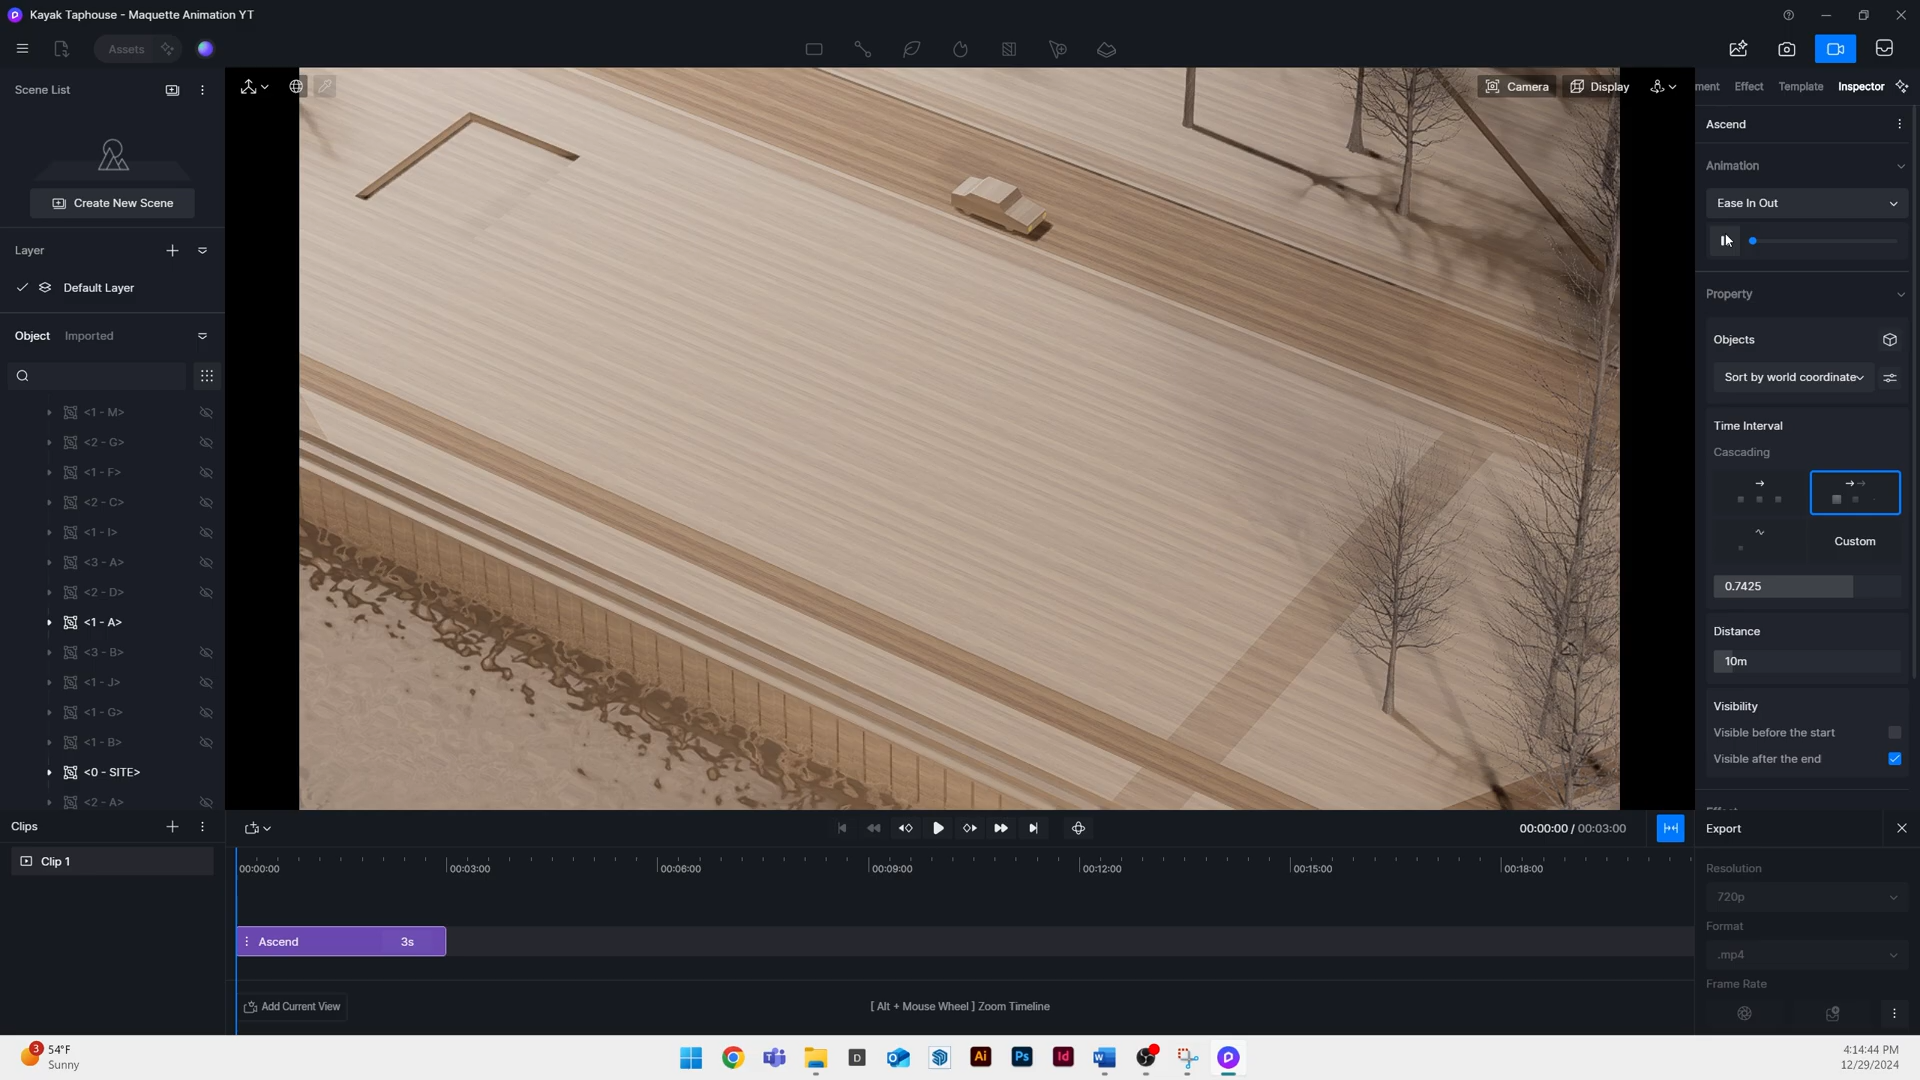 Kayak Taphouse - Maquette Animation YT
Assets
Scene List
Create New Scene
Layer
Default Layer
Object
Imported
<1 - M>
<2 - G>
<1 - F>
<2 - C>
<1 - I>
<3 - A>
<2 - D>
<1 - A>
<3 - B>
<1 - J>
<1 - G>
<1 - B>
<0 - SITE>
<2 - A>
Camera
Display
ment
Effect
Template
Inspector
Ascend
Animation
Ease In Out
Property
Objects
Sort by world coordinate
Time Interval
Cascading
Custom
0.7425
Distance
10m
Visibility
Visible before the start
Visible after the end
Clips
Clip 1
00:00:00 / 00:03:00
00:00:00
00:03:00
00:06:00
00:09:00
00:12:00
00:15:00
00:18:00
Ascend
3s
Add Current View
[ Alt + Mouse Wheel ] Zoom Timeline
Export
Resolution
720p
Format
.mp4
Frame Rate
3
54°F
Sunny
D
Ai
Ps
Id
W
4:14:44 PM
12/29/2024